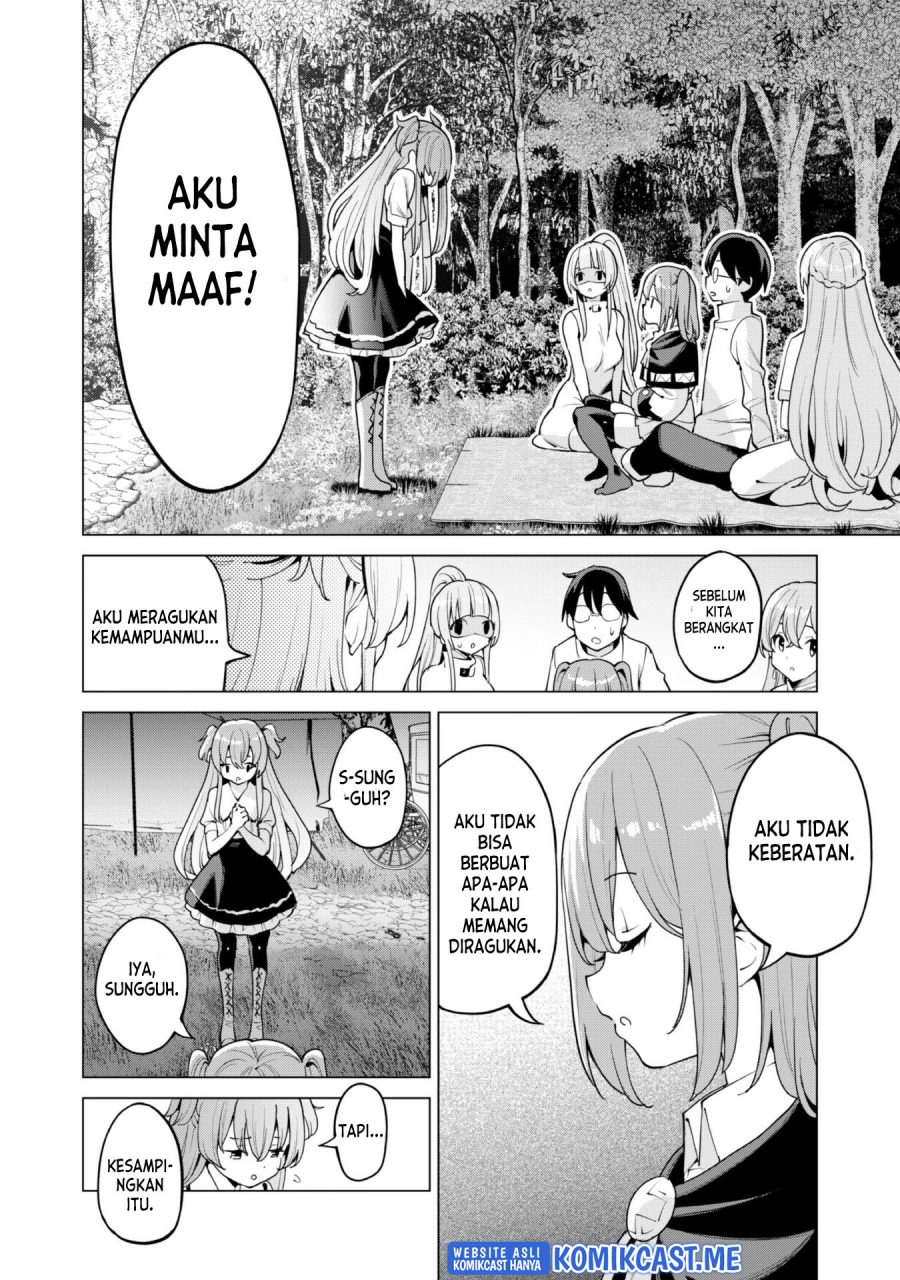 AKU
MINTA
MAAF!
SEBELUM
KITA
BERANGKAT
...
AKU MERAGUKAN
KEMAMPUANMU...
AKU TIDAK
KEBERATAN.
AKU TIDAK
BISA
BERBUAT
APA-APA
KALAU
MEMANG
DIRAGUKAN.
S-SUNG
-GUH?
IYA,
SUNGGUH.
TAPI...
KESAMPI-
NGKAN
ITU.
WEBSITE ASLI
KOMIKCAST HANYA
KOMIKCAST.ME